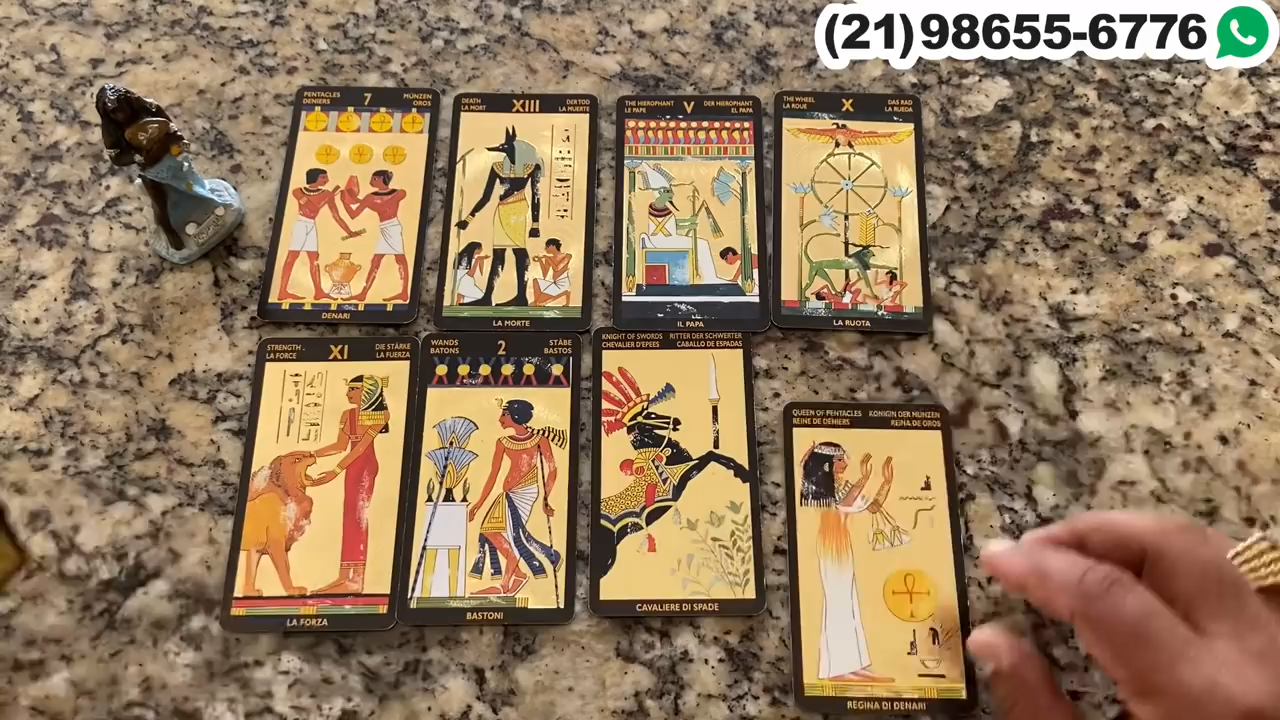 (21)98655-6776
PENTACLES
DENIERS
7
MÜNZEN
OROS
DENARI
DEATH
LA MORT
XIII
DER TOD
LA MUERTE
LA MORTE
THE HIEROPHANT
LE PAPE
V
DER HIEROPHANT
EL PAPA
IL PAPA
THE WHEEL
LA ROUE
X
DAS RAD
LA RUEDA
LA RUOTA
STRENGTH
LA FORCE
XI
DIE STÄRKE
LA FUERZA
LA FORZA
WANDS
BATONS
2
STÄBE
BASTOS
BASTONI
KNIGHT OF SWORDS
CHEVALIER D'EPEES
RITTER DER SCHWERTER
CABALLO DE ESPADAS
CAVALIERE DI SPADE
QUEEN OF PENTACLES
REINE DE DENIERS
KÖNIGIN DER MÜNZEN
REINA DE OROS
REGINA DI DENARI